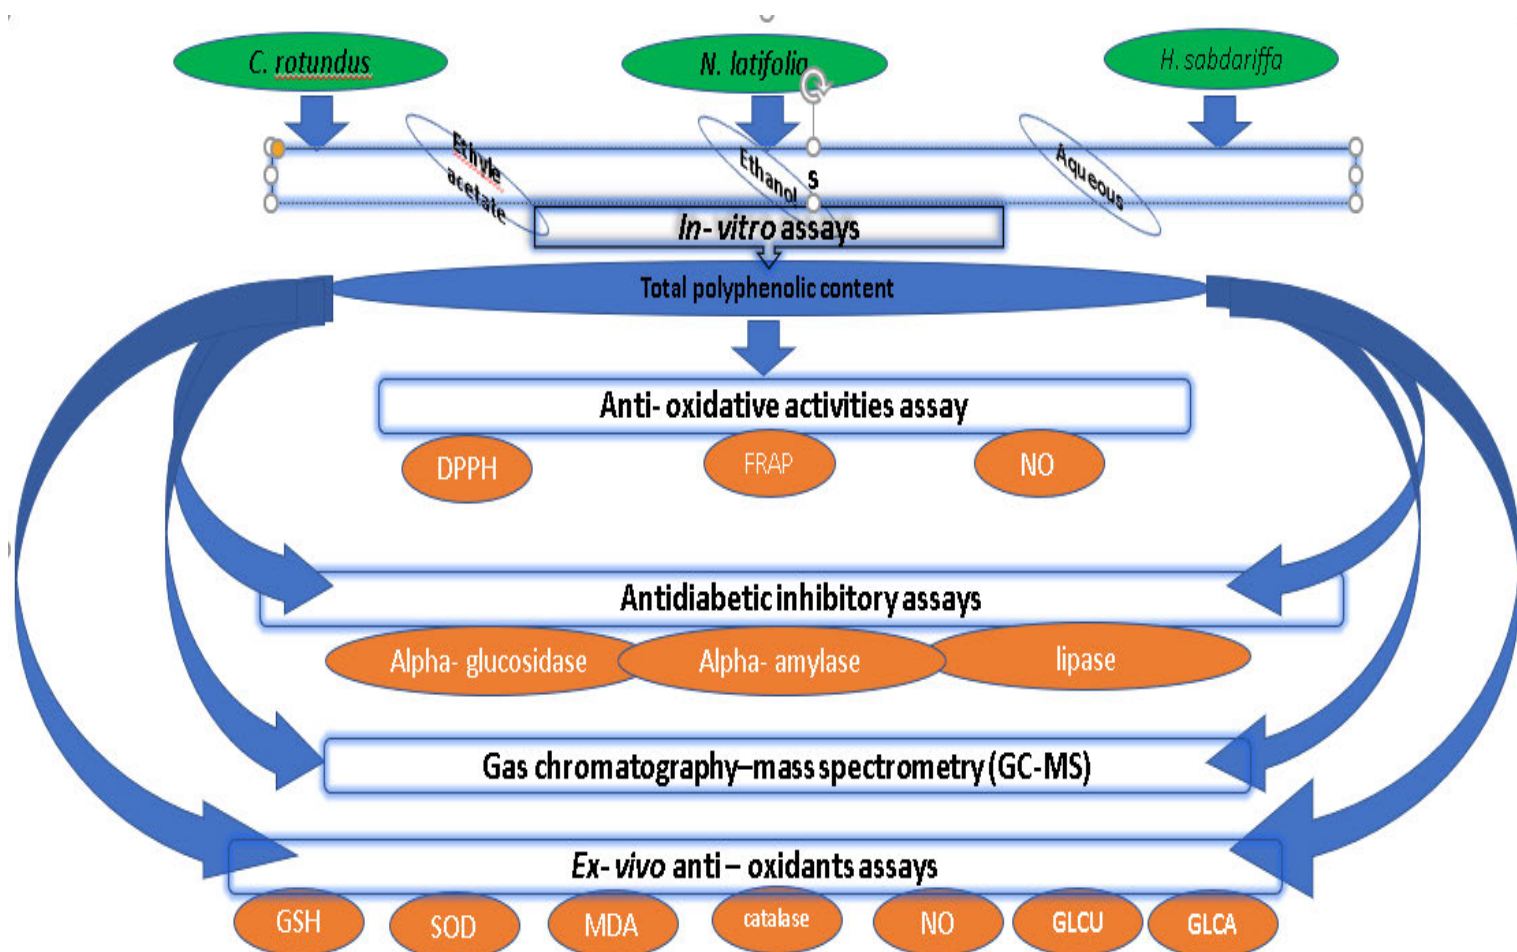 C. rotundus
N. latifolia
H. sabdariffa
Ethyle
acetate
Ethanol
s
Aqueous
In- vitro assays
Total polyphenolic content
Anti- oxidative activities assay
DPPH
FRAP
NO
Antidiabetic inhibitory assays
Alpha- glucosidase
Alpha- amylase
lipase
Gas chromatography–mass spectrometry (GC-MS)
Ex- vivo anti – oxidants assays
GSH
SOD
MDA
catalase
NO
GLCU
GLCA